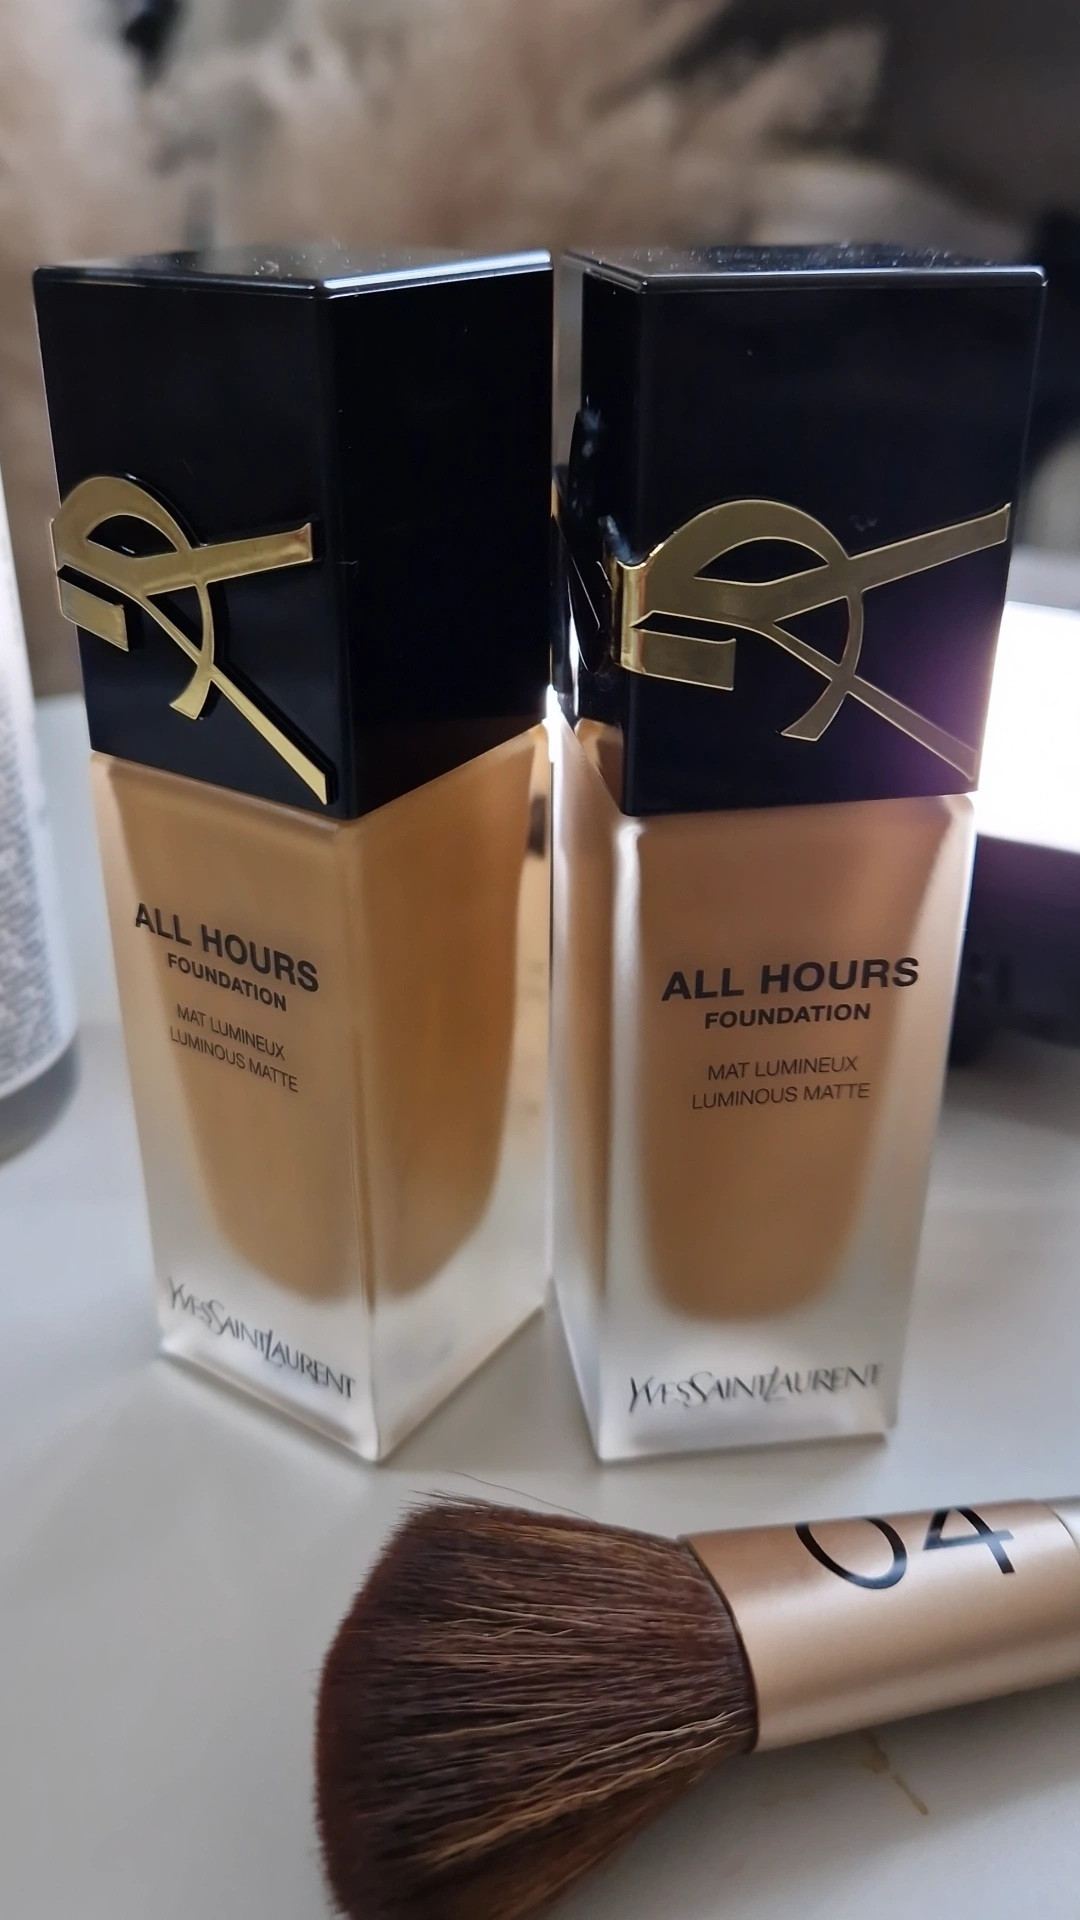 ALL HOURS
FOUNDATION
MAT LUMINEUX
LUMINOUS MATTE
YVESSAINTLAURENT
ALL HOURS
FOUNDATION
MAT LUMINEUX
LUMINOUS MATTE
YVESSAINTLAURENT
04